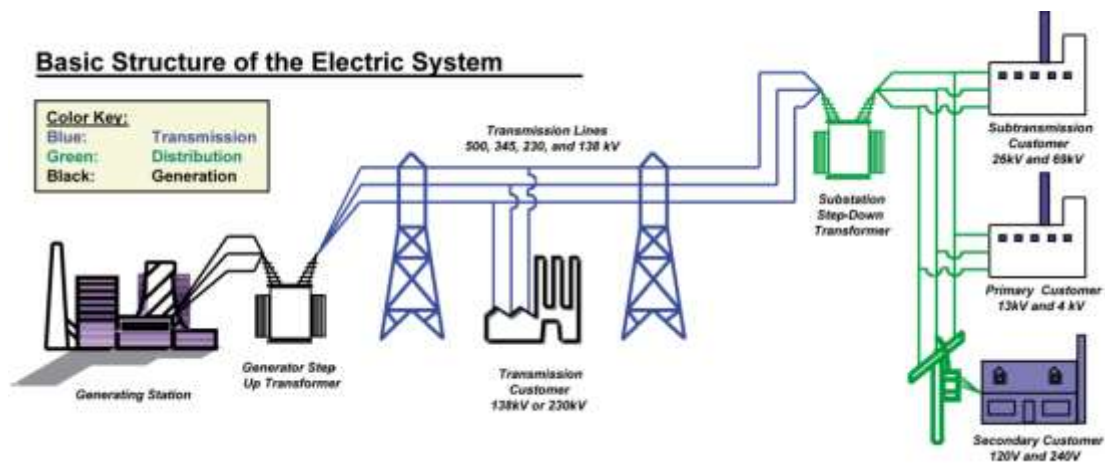 Basic Structure of the Electric System
Color Key:
Blue: Transmission
Green: Distribution
Black: Generation
Transmission Lines
500, 345, 230, and 138 kV
Substation
Step-Down
Transformer
Subtransmission
Customer
26kV and 69kV
Primary Customer
13kV and 4 kV
Generating Station
Generator Step
Up Transformer
Transmission
Customer
138kV or 230kV
Secondary Customer
120V and 240V